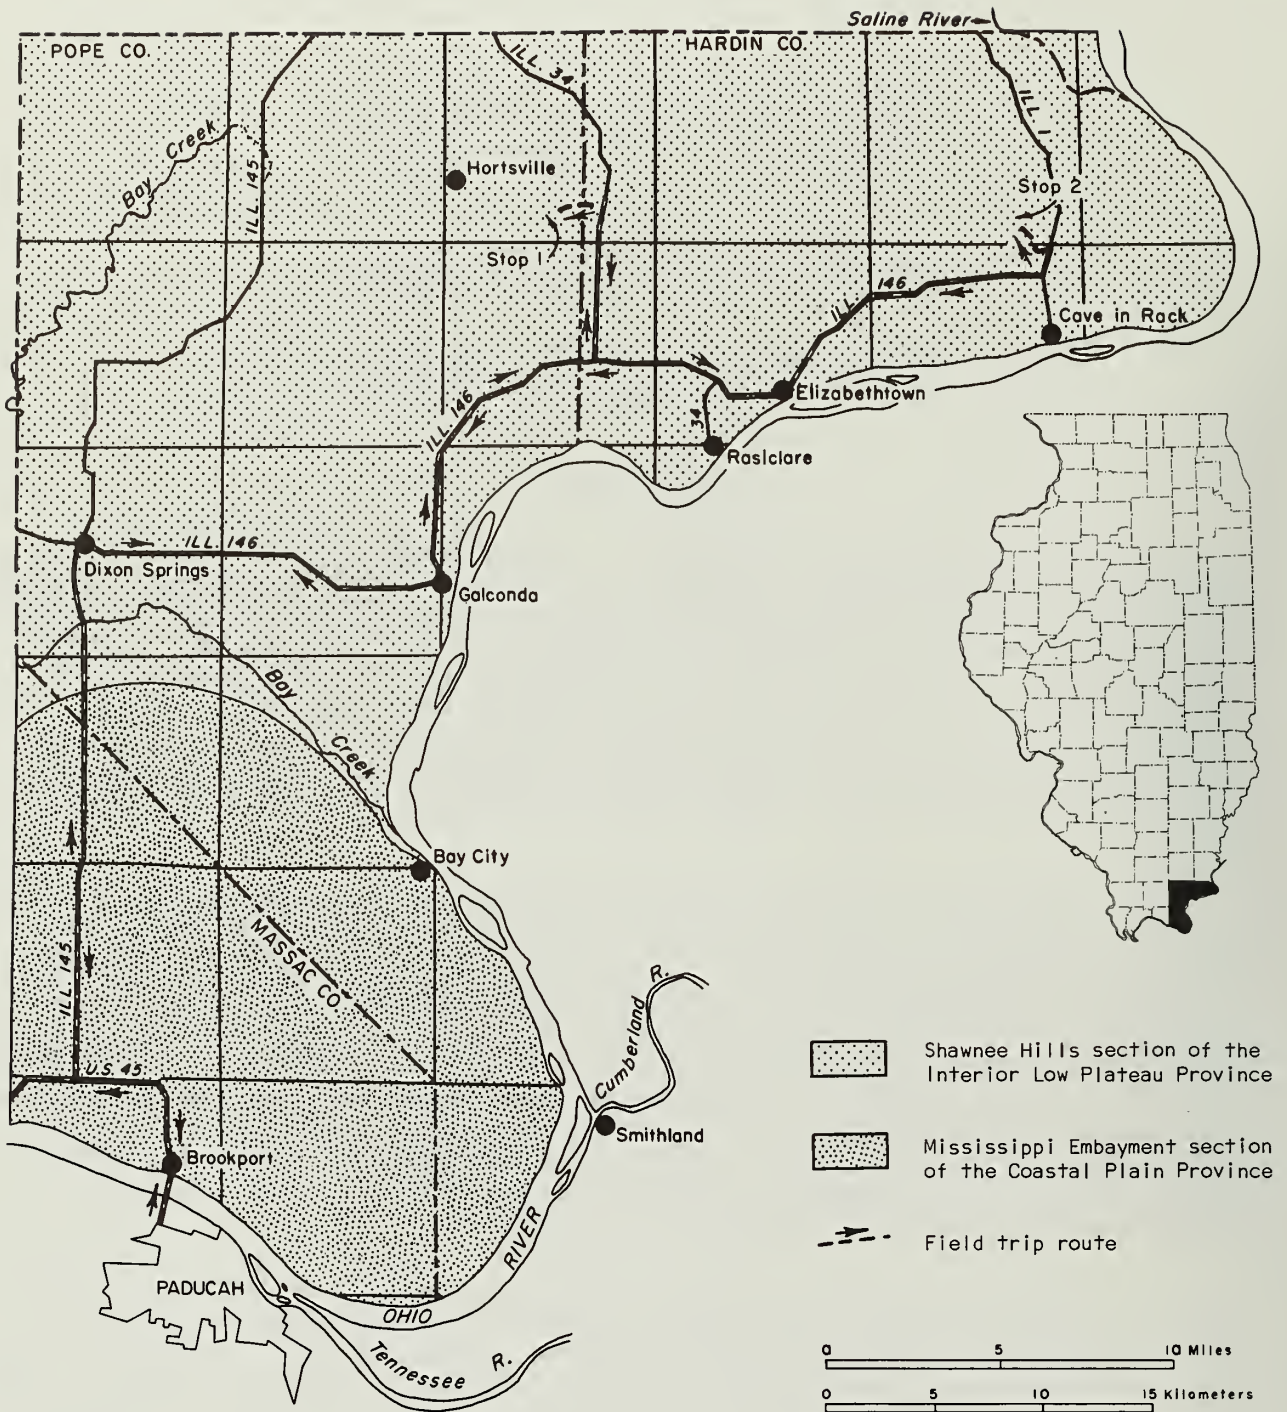 Saline River
POPE CO.
HARDIN CO.
ILL. 34
ILL. 1
Bay Creek
ILL. 145
Hortsville
Stop 1
Stop 2
ILL. 146
Cave in Rack
Elizabethtown
ILL. 146
34
Rasiclare
ILL. 146
Dixon Springs
Galconda
Bay Creek
Bay City
MASSAC CO
ILL. 145
U.S. 45
Cumberland R.
Smithland
Brookport
PADUCAH
OHIO RIVER
Tennessee R.
Shawnee Hills section of the
Interior Low Plateau Province
Mississippi Embayment section
of the Coastal Plain Province
Field trip route
0 5 10 Miles
0 5 10 15 Kilometers